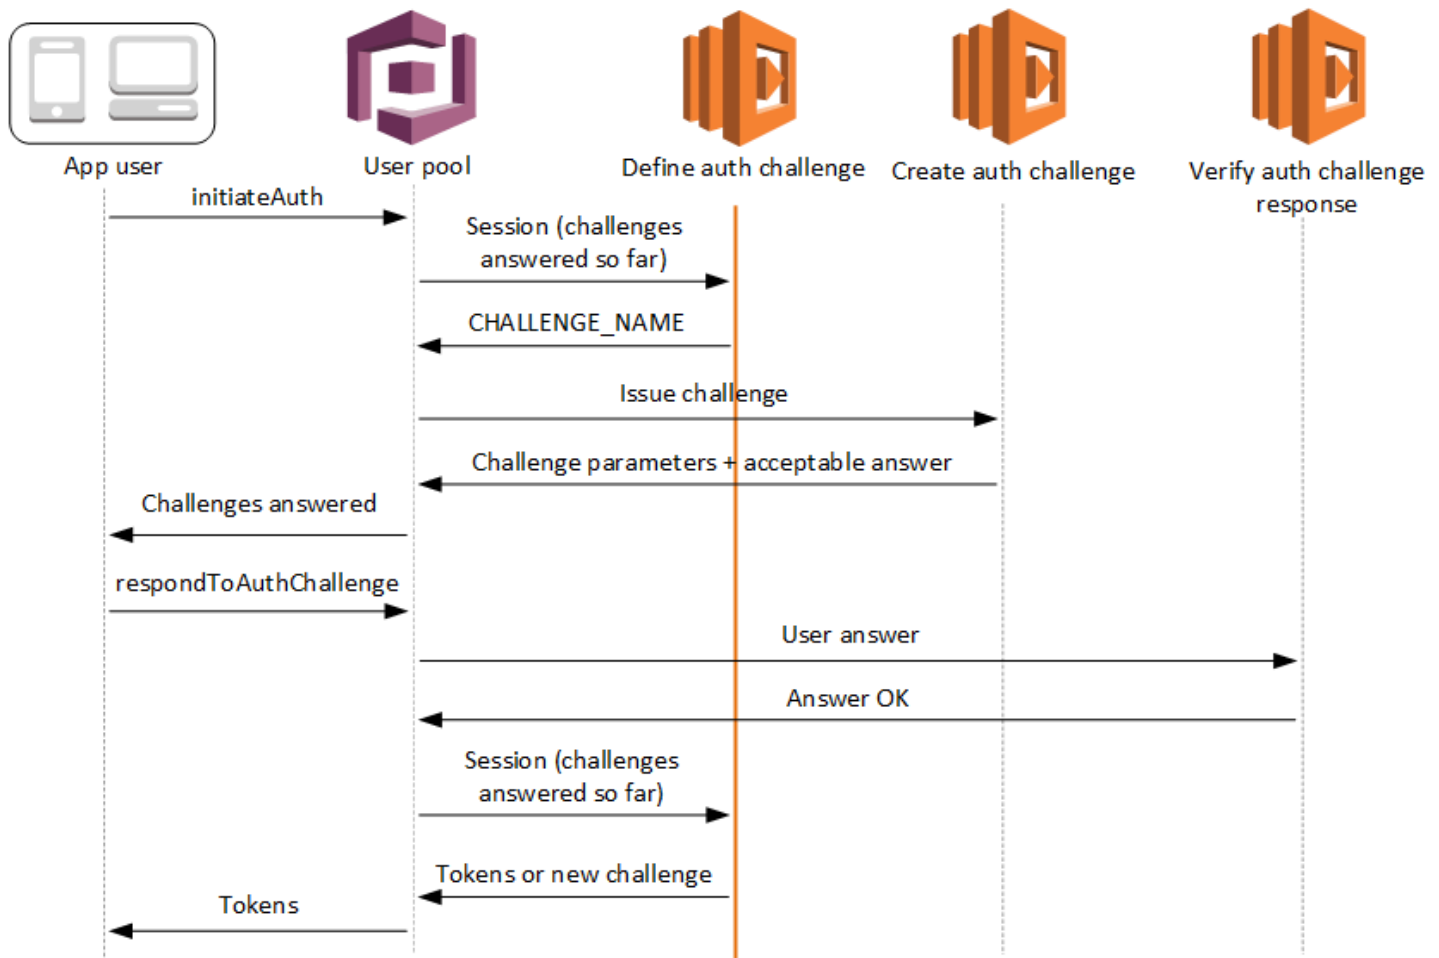 App user
User pool
Define auth challenge
Create auth challenge
Verify auth challenge
response
initiateAuth
Session (challenges
answered so far)
CHALLENGE_NAME
Issue challenge
Challenge parameters + acceptable answer
Challenges answered
respondToAuthChallenge
User answer
Answer OK
Session (challenges
answered so far)
Tokens or new challenge
Tokens